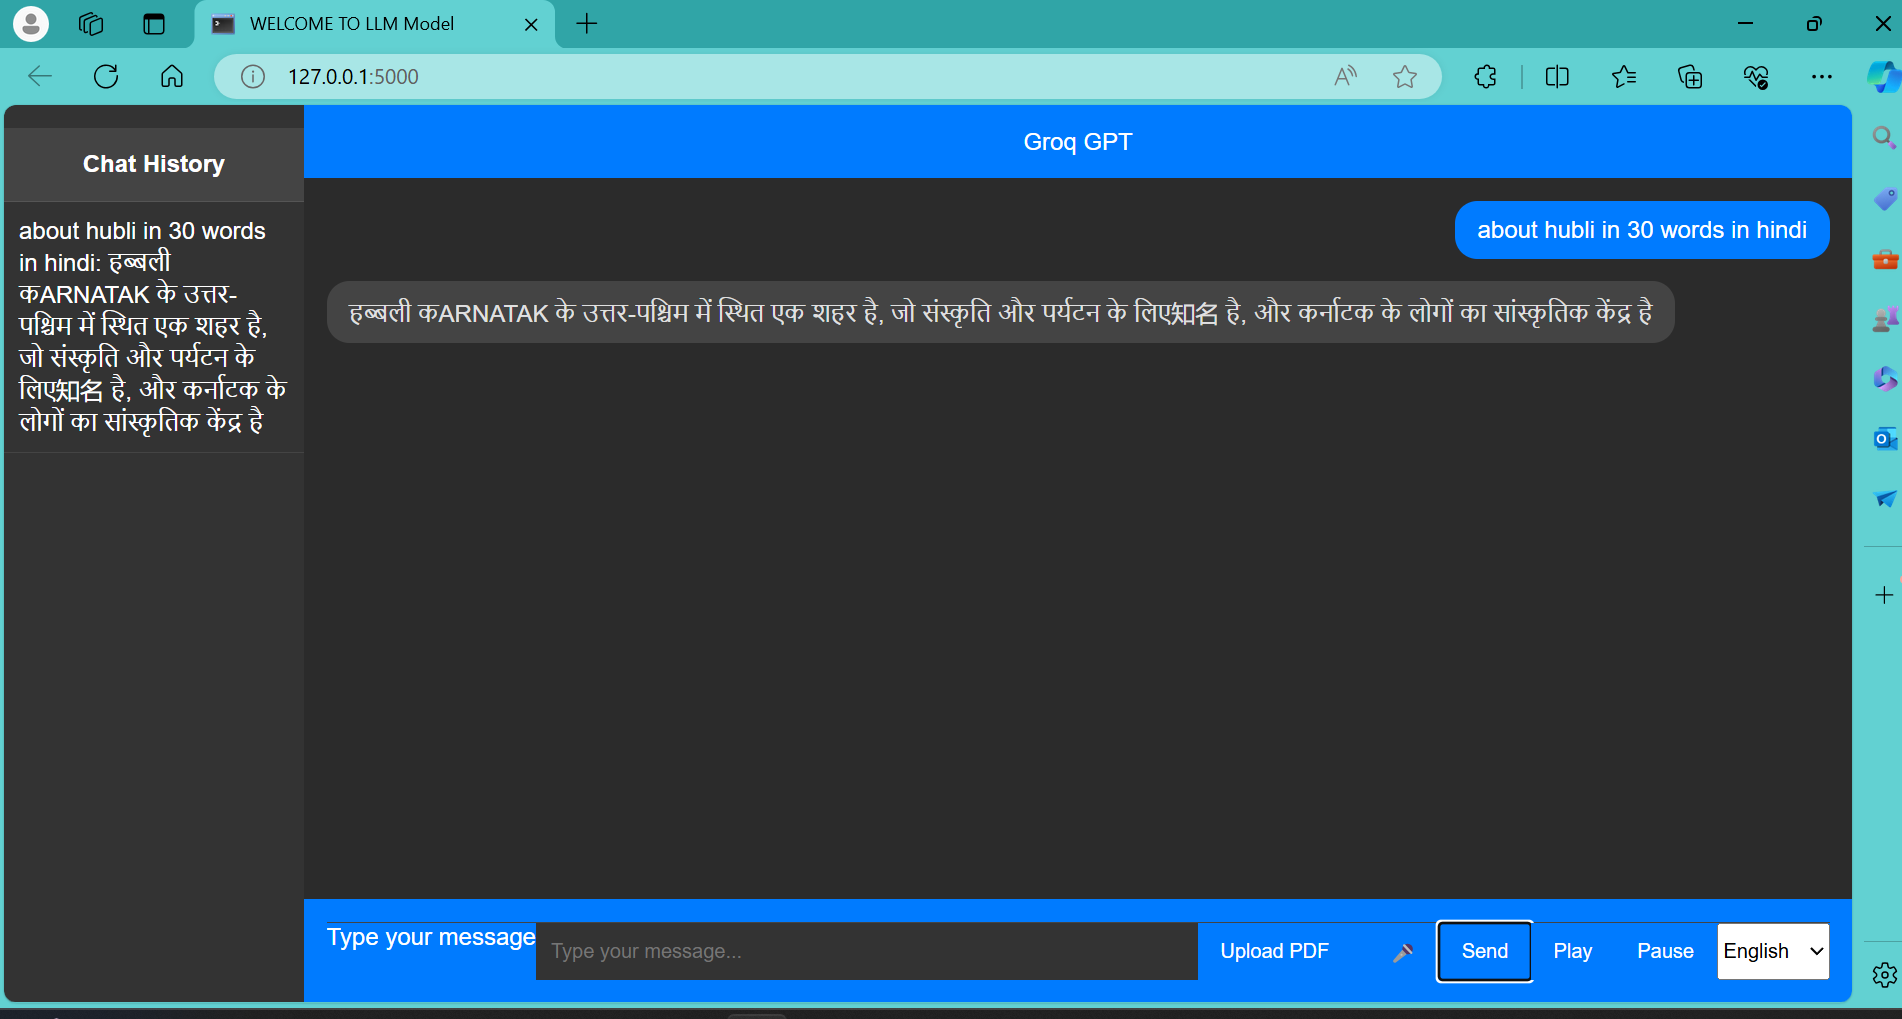 WELCOME TO LLM Model
127.0.0.1:5000
Chat History
about hubli in 30 words
in hindi: हब्बली
कARNATAK के उत्तर-
पश्चिम में स्थित एक शहर है,
जो संस्कृति और पर्यटन के
लिए知名 है, और कर्नाटक के
लोगों का सांस्कृतिक केंद्र है
Groq GPT
about hubli in 30 words in hindi
हब्बली कARNATAK के उत्तर-पश्चिम में स्थित एक शहर है, जो संस्कृति और पर्यटन के लिए知名 है, और कर्नाटक के लोगों का सांस्कृतिक केंद्र है
Type your message
Type your message...
Upload PDF
Send
Play
Pause
English